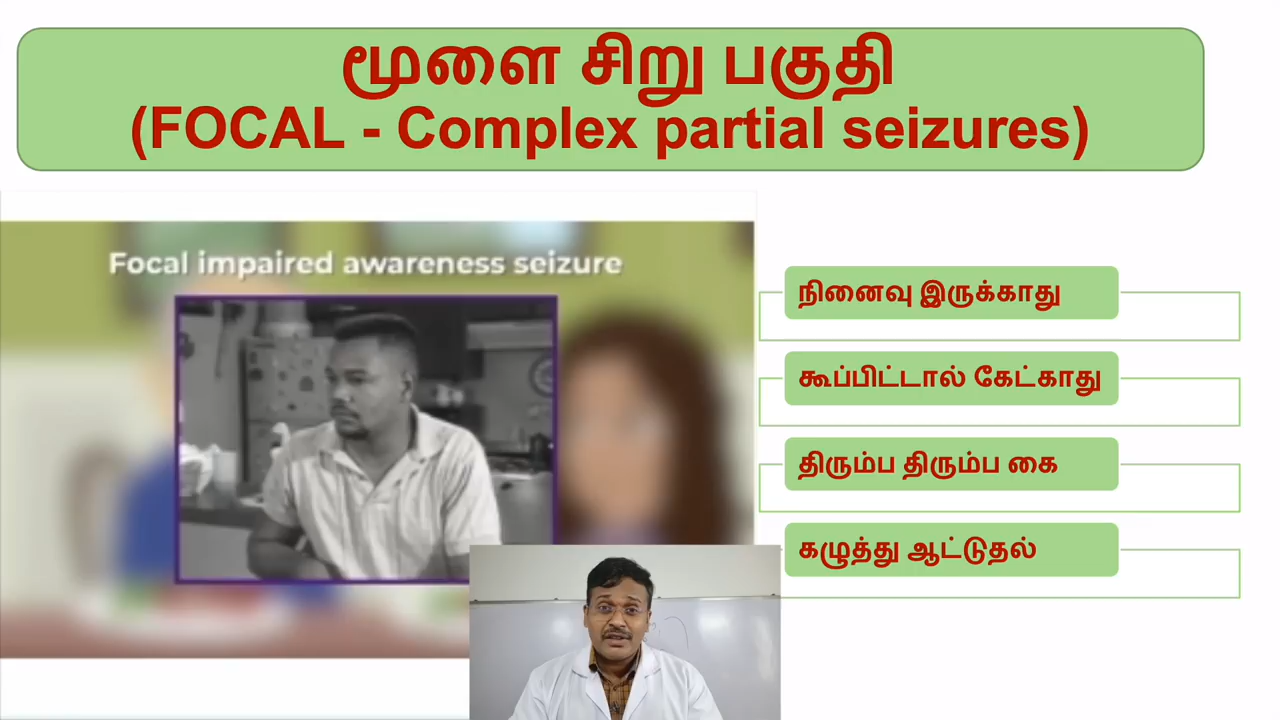 மூளை சிறு பகுதி
(FOCAL - Complex partial seizures)
Focal impaired awareness seizure
நினைவு இருக்காது
கூப்பிட்டால் கேட்காது
திரும்ப திரும்ப கை
கழுத்து ஆட்டுதல்